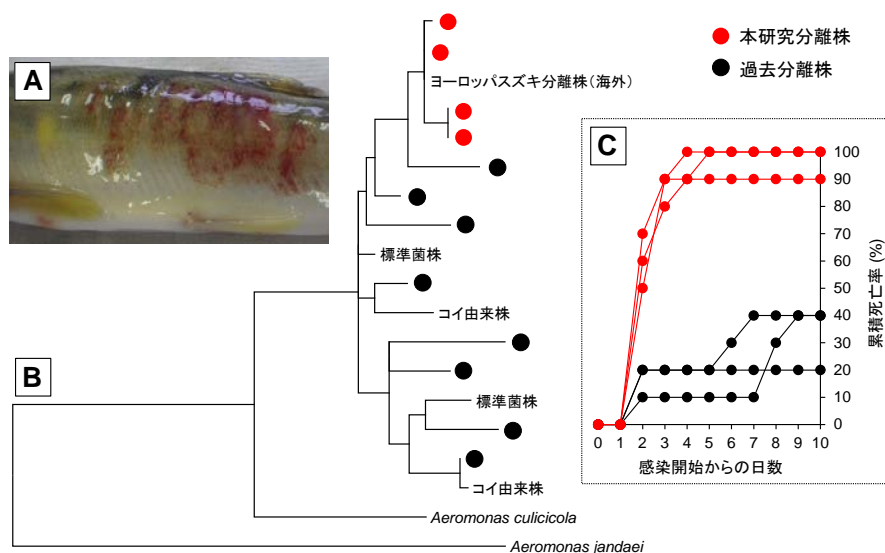 A
本研究分離株
過去分離株
ヨーロッパスズキ分離株(海外)
標準菌株
コイ由来株
B
標準菌株
コイ由来株
Aeromonas culicicola
Aeromonas jandaei
C
100
90
80
70
60
50
40
30
20
10
0
累積死亡率 (%)
0 1 2 3 4 5 6 7 8 9 10
感染開始からの日数